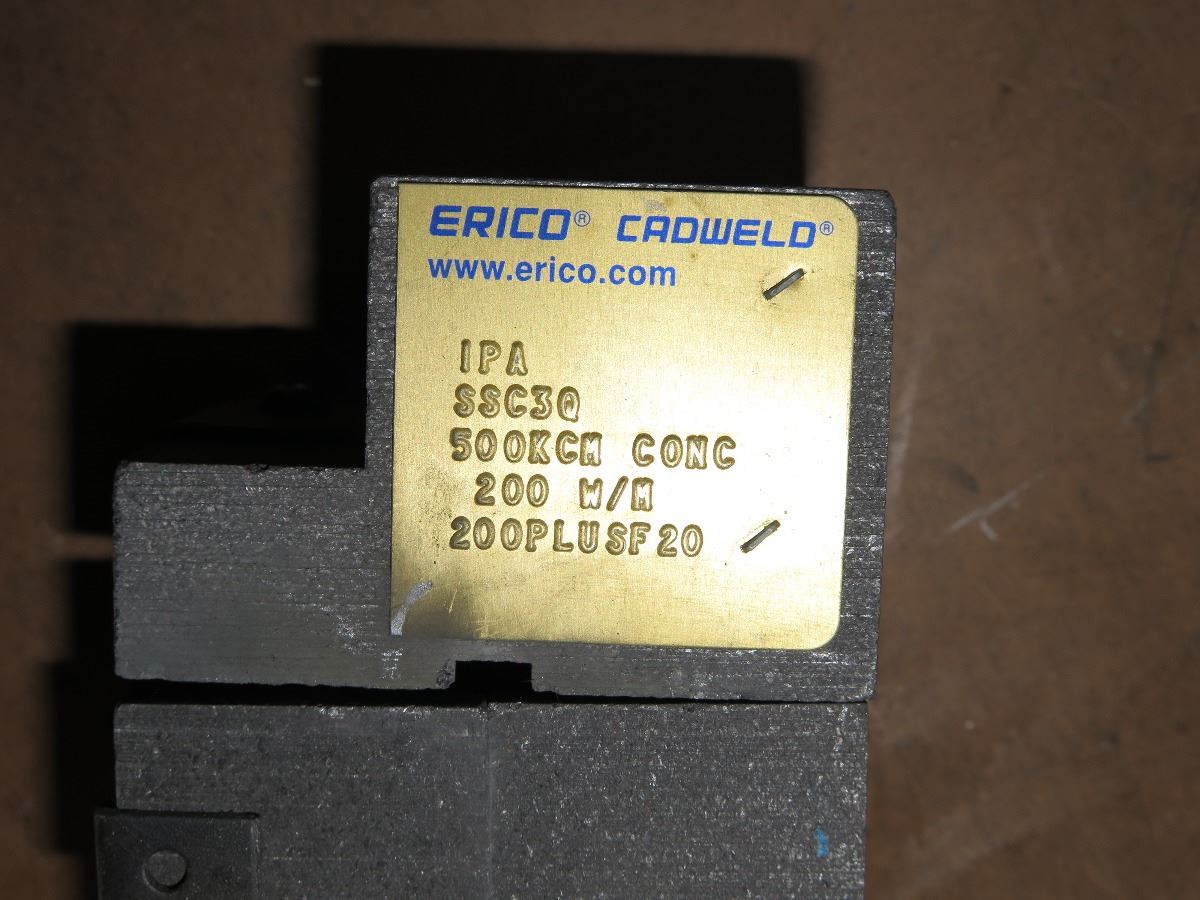 ERICO® CADWELD®
www.erico.com
IPA
SSC3Q
500KCM CONC
200 W/M
200PLUSF20